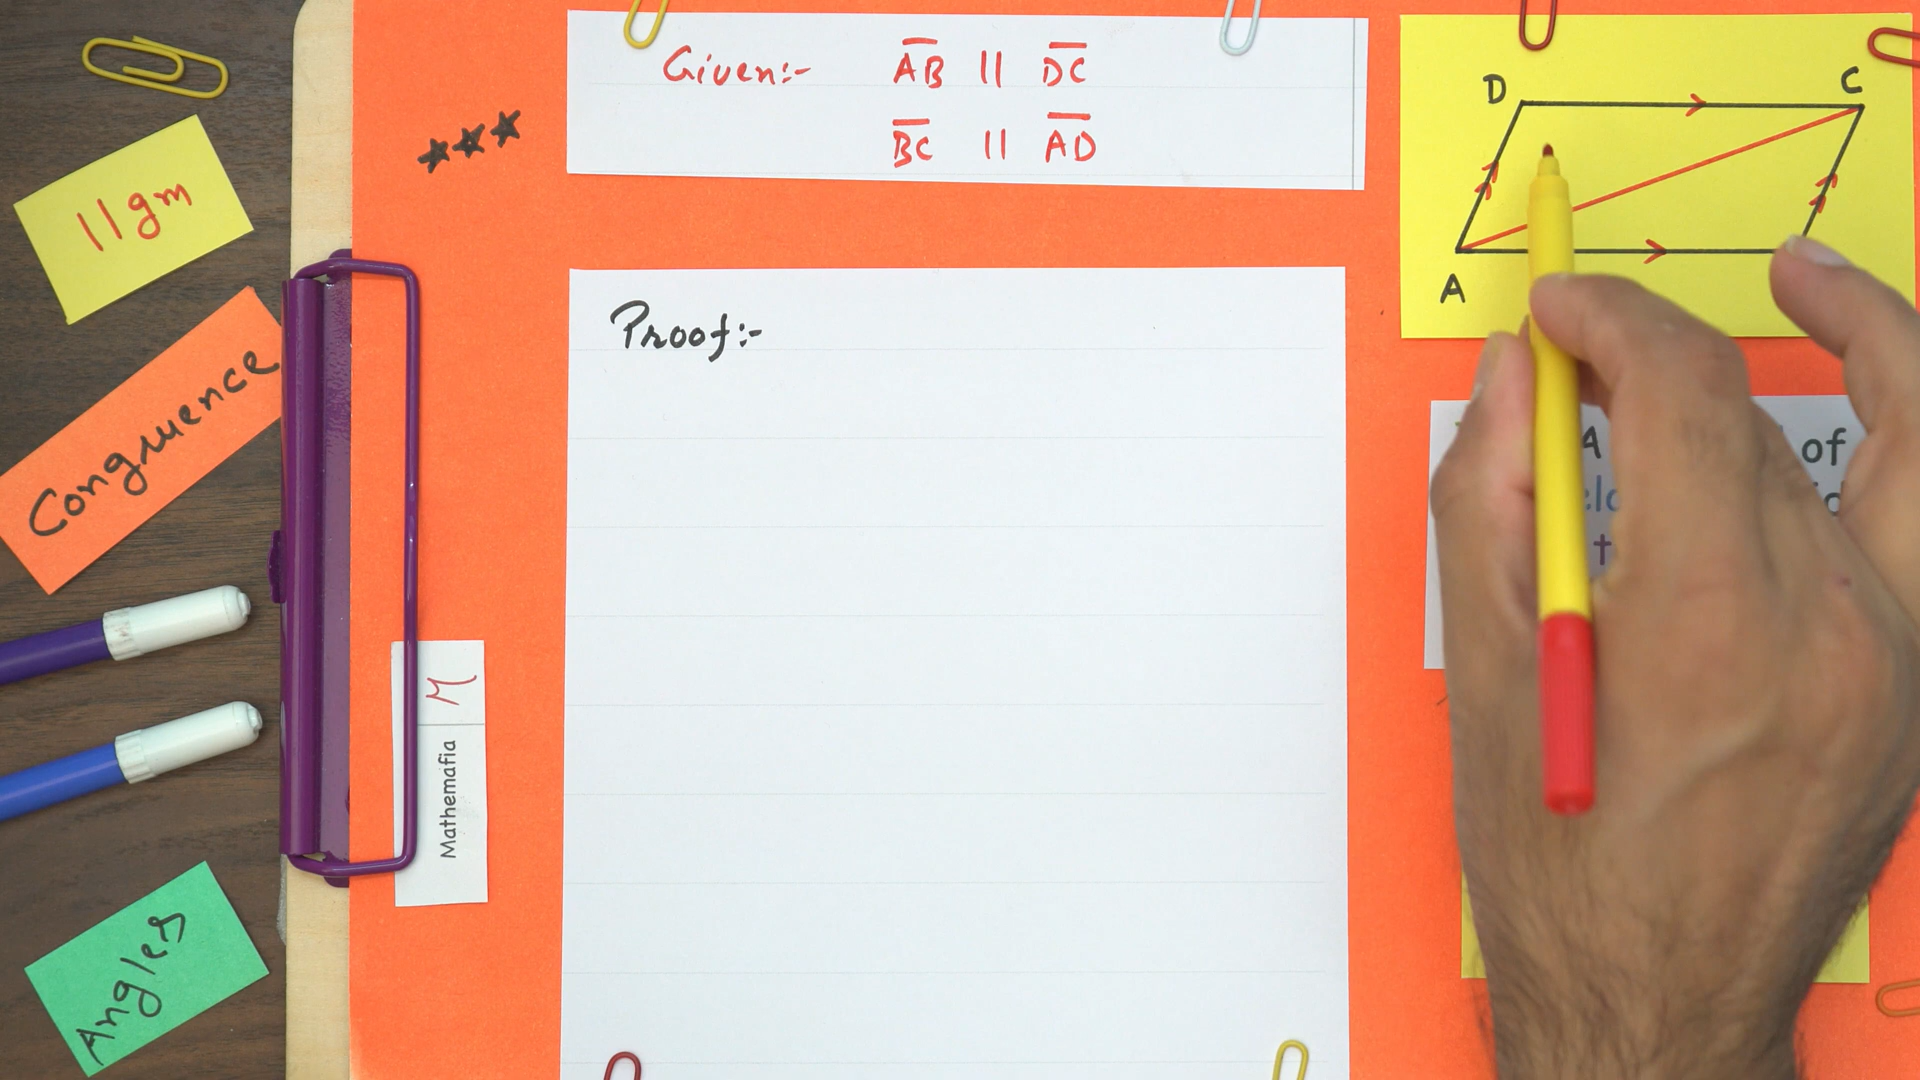 Given:- AB || DC
BC || AD
D
C
A
||gm
Congruence
Angles
M
Mathemafia
Proof:-
A of
t